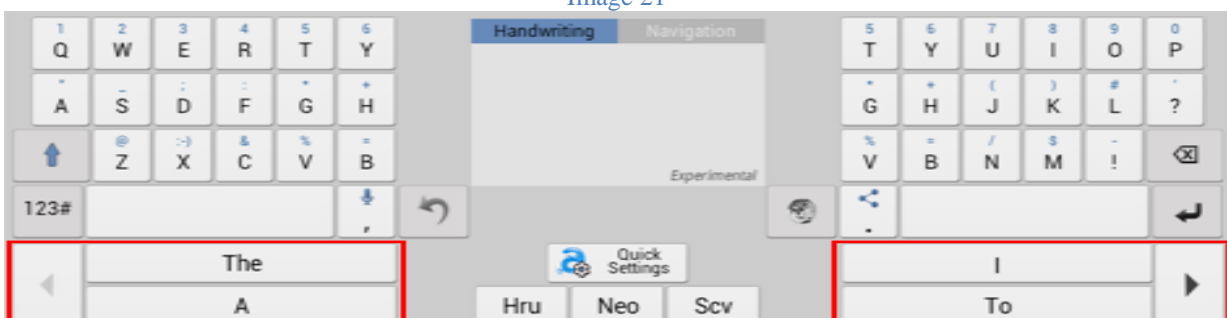 Image 21
1 2 3 4 5 6 Handwriting Navigation 5 6 7 8 9 0
Q W E R T Y T Y U I O P
" _ ; : * + * + ( ) # '
A S D F G H G H J K L ?
@ :-) & % = % = / $ -
Z X C V B Experimental V B N M !
123# , .
The Quick Settings I
A Hru Neo Scv To